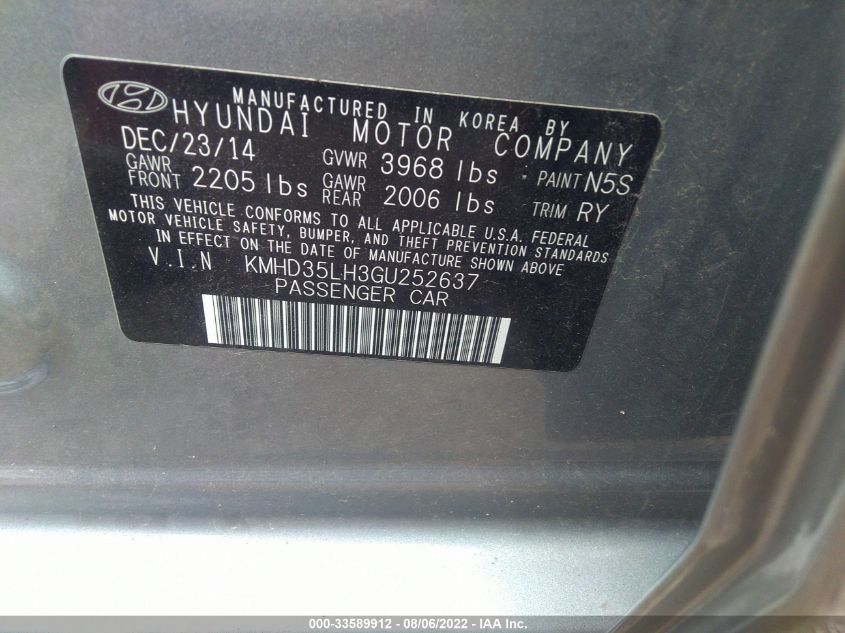 MANUFACTURED IN KOREA BY
HYUNDAI MOTOR COMPANY
DEC/23/14 GVWR 3968 lbs PAINT N5S
GAWR FRONT 2205 lbs GAWR REAR 2006 lbs TRIM RY
THIS VEHICLE CONFORMS TO ALL APPLICABLE U.S.A. FEDERAL
MOTOR VEHICLE SAFETY, BUMPER, AND THEFT PREVENTION STANDARDS
IN EFFECT ON THE DATE OF MANUFACTURE SHOWN ABOVE
V.I.N KMHD35LH3GU252637
PASSENGER CAR
000-33589912 - 08/06/2022 - IAA Inc.